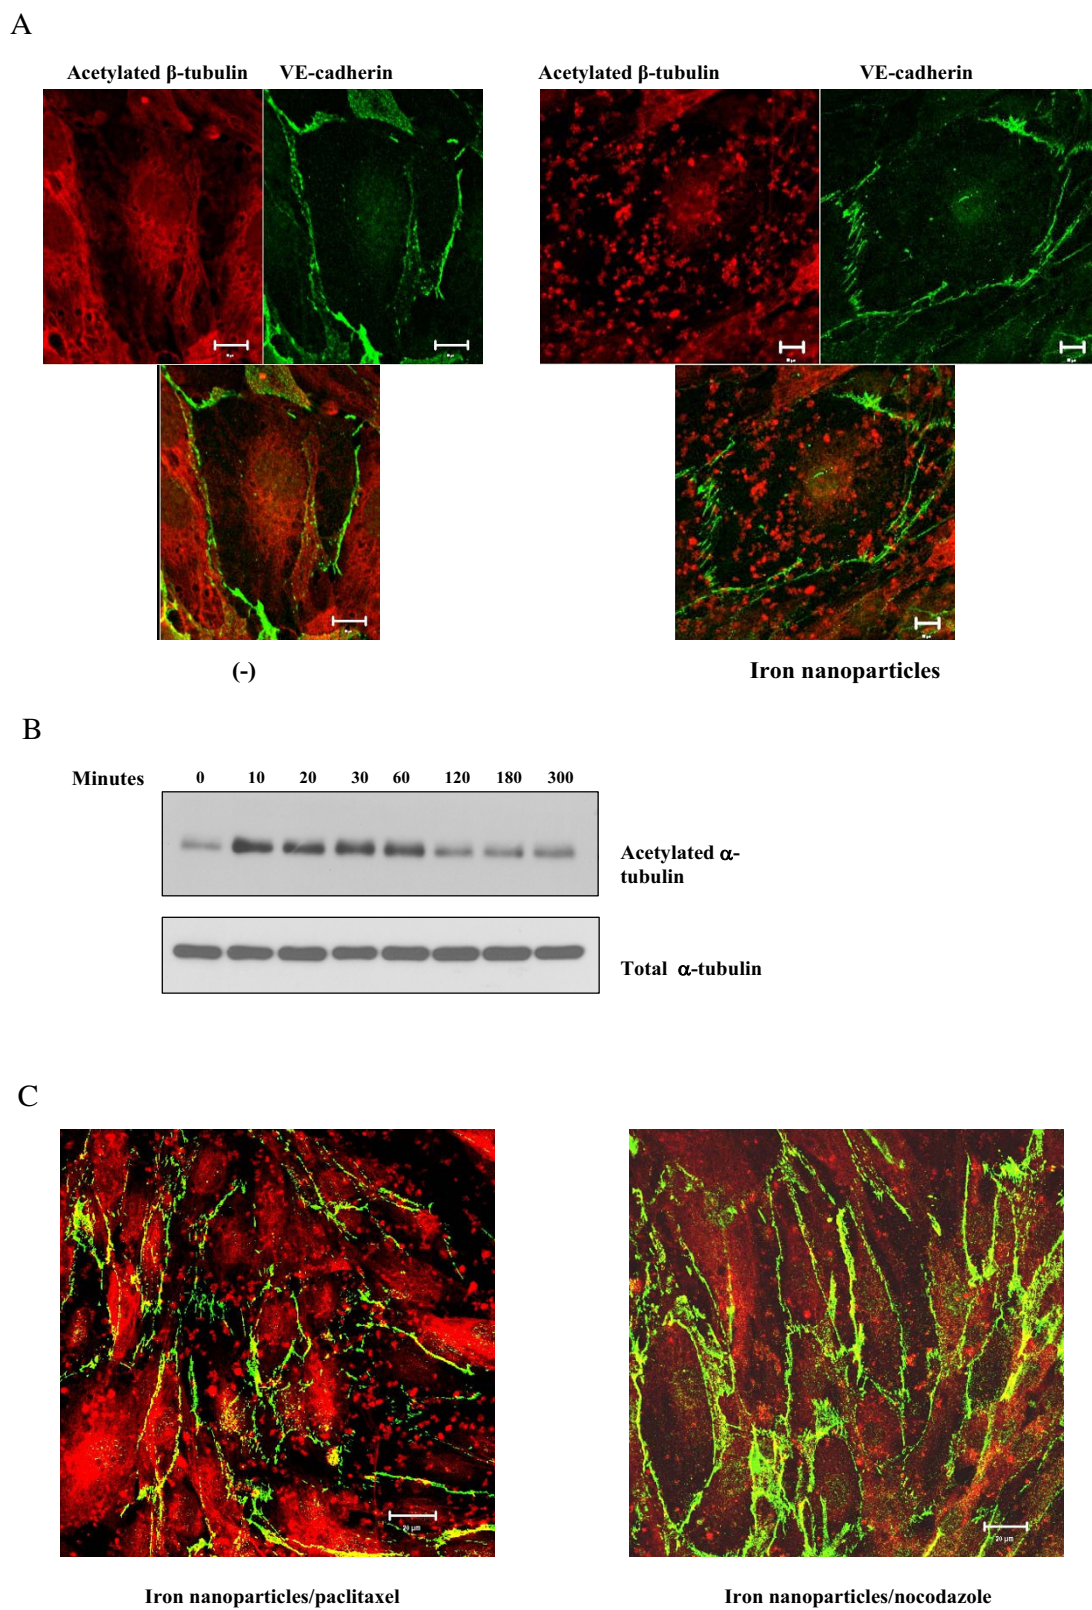 A
Acetylated β-tubulin VE-cadherin Acetylated β-tubulin VE-cadherin
(-) Iron nanoparticles
B
Minutes 0 10 20 30 60 120 180 300
Acetylated α-
tubulin
Total α-tubulin
C
20 µm 20 µm
Iron nanoparticles/paclitaxel Iron nanoparticles/nocodazole